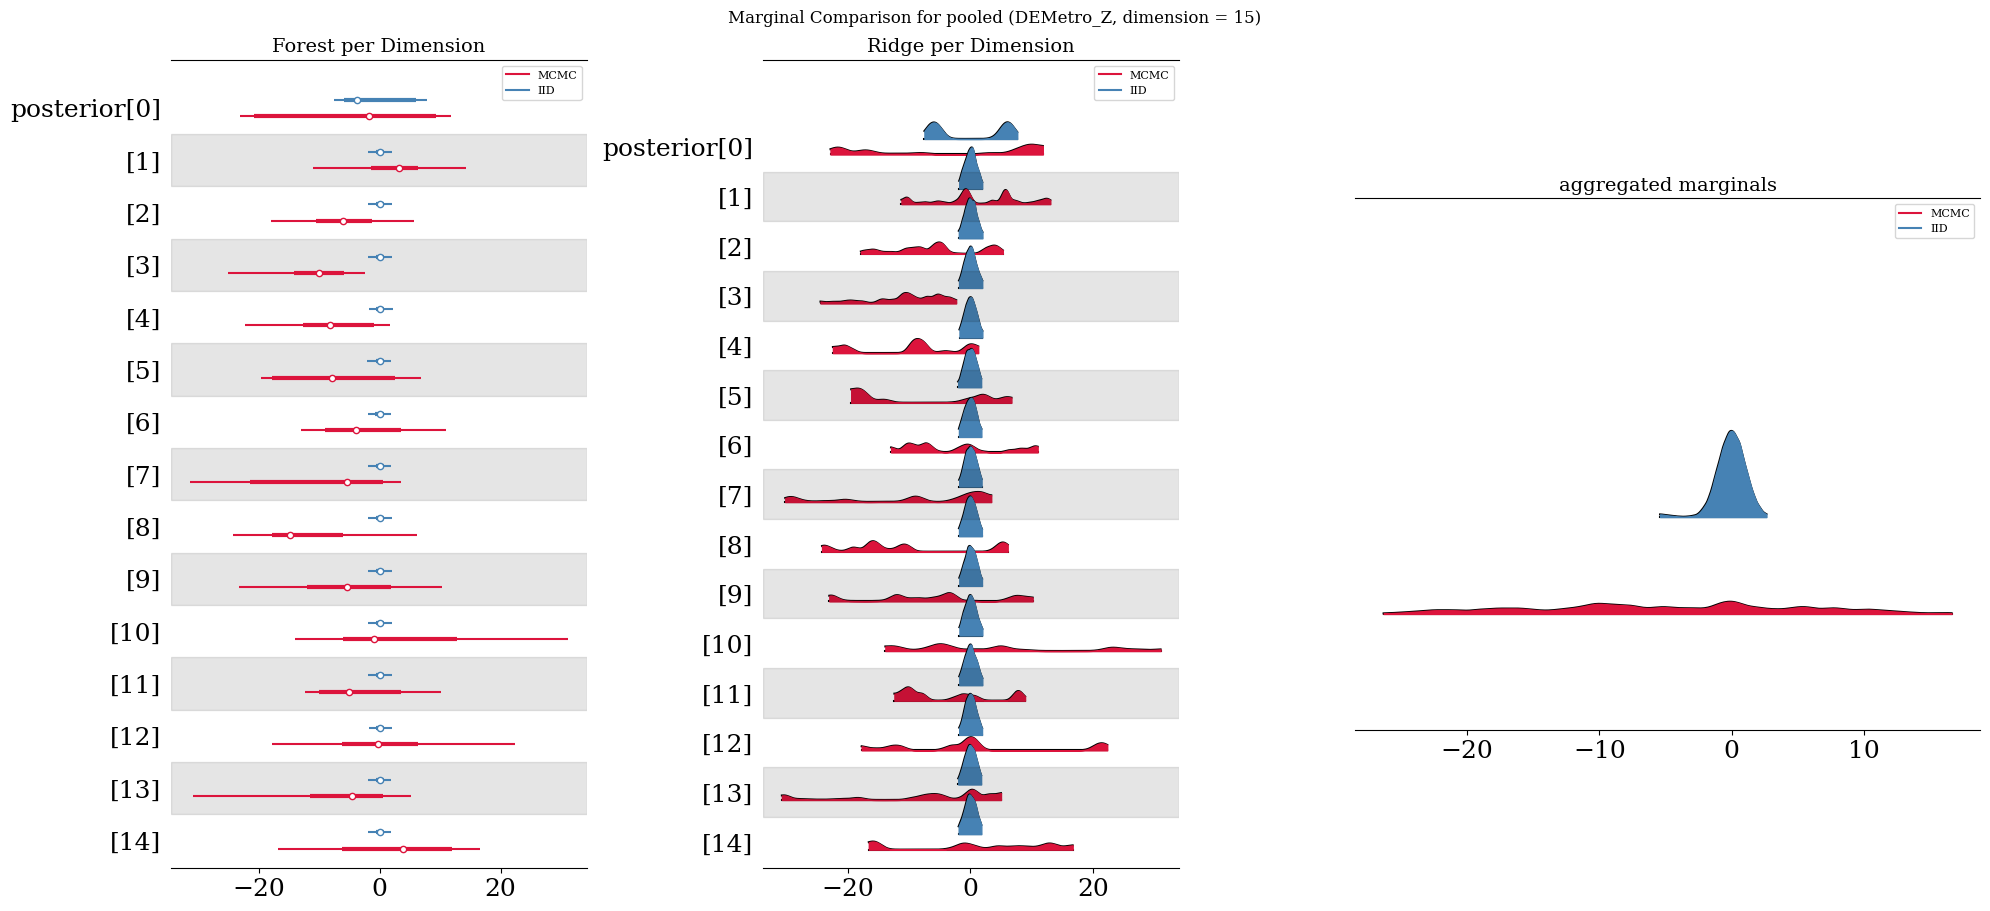 Marginal Comparison for pooled (DEMetro_Z, dimension = 15)
Forest per Dimension
MCMC
IID
posterior[0]
[1]
[2]
[3]
[4]
[5]
[6]
[7]
[8]
[9]
[10]
[11]
[12]
[13]
[14]
−20 0 20
Ridge per Dimension
MCMC
IID
posterior[0]
[1]
[2]
[3]
[4]
[5]
[6]
[7]
[8]
[9]
[10]
[11]
[12]
[13]
[14]
−20 0 20
aggregated marginals
MCMC
IID
−20 −10 0 10